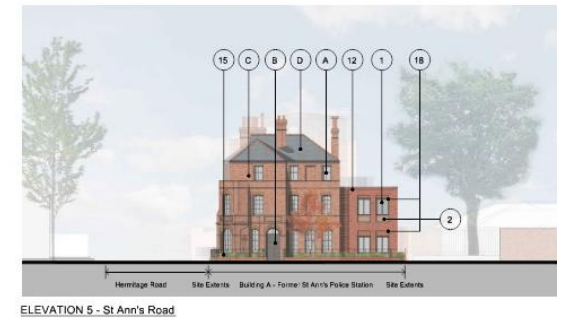 15 C B D A 12 1 18
2
Hermitage Road Site Extents Building A - Former St Ann's Police Station Site Extents
ELEVATION 5 - St Ann's Road